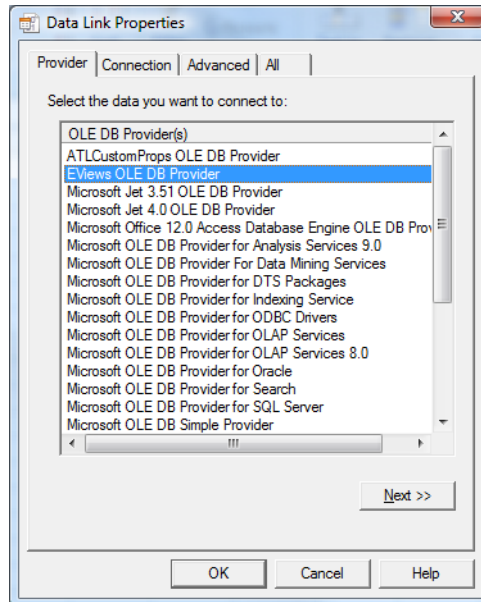 Data Link Properties
Provider Connection Advanced All
Select the data you want to connect to:
OLE DB Provider(s)
ATLCustomProps OLE DB Provider
EViews OLE DB Provider
Microsoft Jet 3.51 OLE DB Provider
Microsoft Jet 4.0 OLE DB Provider
Microsoft Office 12.0 Access Database Engine OLE DB Prov
Microsoft OLE DB Provider for Analysis Services 9.0
Microsoft OLE DB Provider For Data Mining Services
Microsoft OLE DB Provider for DTS Packages
Microsoft OLE DB Provider for Indexing Service
Microsoft OLE DB Provider for ODBC Drivers
Microsoft OLE DB Provider for OLAP Services
Microsoft OLE DB Provider for OLAP Services 8.0
Microsoft OLE DB Provider for Oracle
Microsoft OLE DB Provider for Search
Microsoft OLE DB Provider for SQL Server
Microsoft OLE DB Simple Provider
Next >>
OK Cancel Help